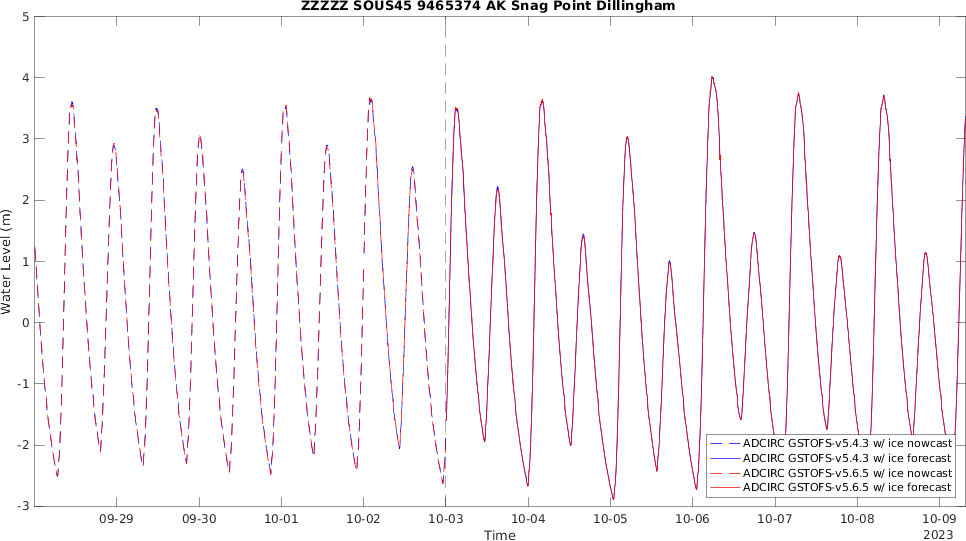 ZZZZZ SOUS45 9465374 AK Snag Point Dillingham
5
4
3
2
1
0
-1
-2
-3
Water Level (m)
ADCIRC GSTOFS-v5.4.3 w/ ice nowcast
ADCIRC GSTOFS-v5.4.3 w/ ice forecast
ADCIRC GSTOFS-v5.6.5 w/ ice nowcast
ADCIRC GSTOFS-v5.6.5 w/ ice forecast
09-29 09-30 10-01 10-02 10-03 10-04 10-05 10-06 10-07 10-08 10-09
Time
2023